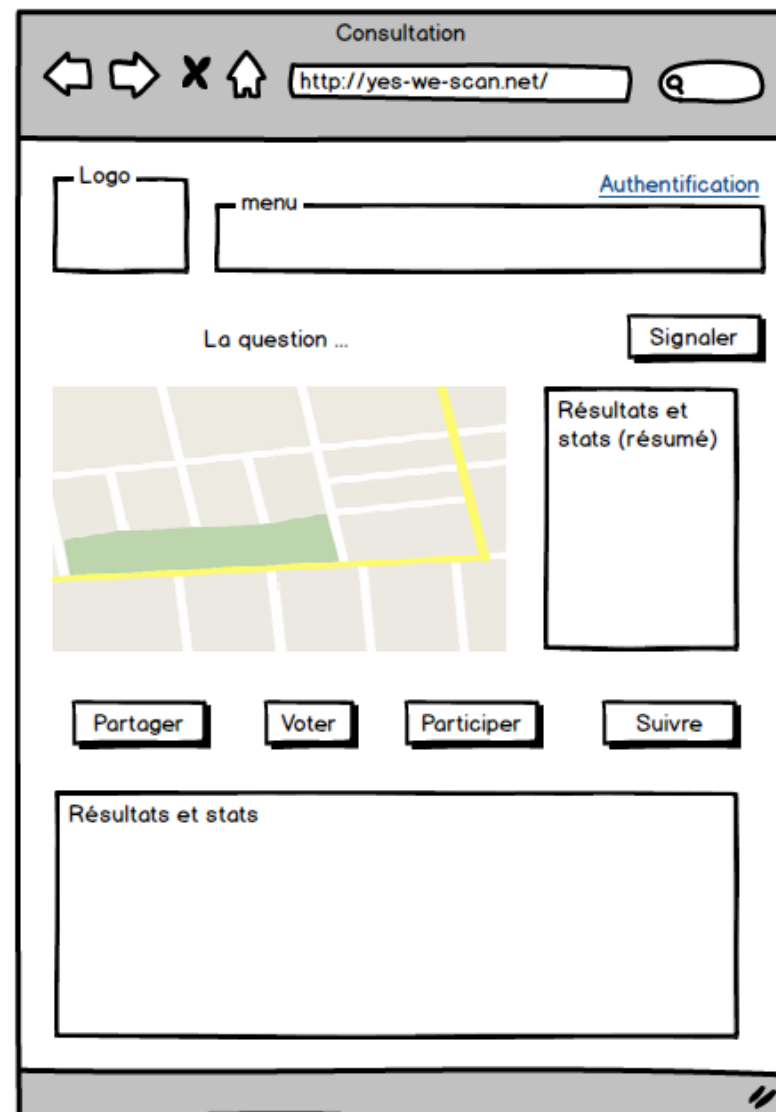 Consultation
http://yes-we-scan.net/
Logo
Authentification
menu
La question ...
Signaler
Résultats et
stats (résumé)
Partager
Voter
Participer
Suivre
Résultats et stats